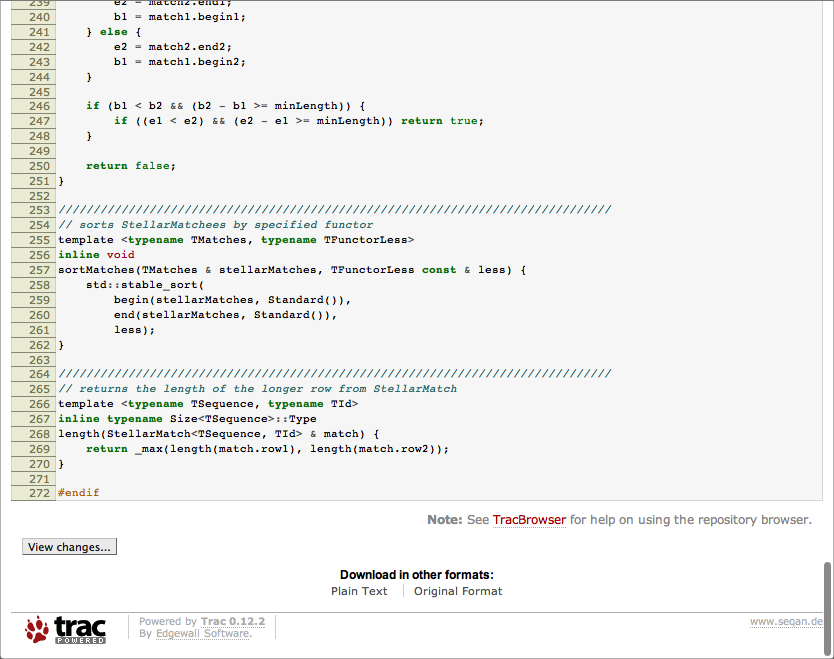 239         e2 = match2.end1;
240         b1 = match1.begin1;
241     } else {
242         e2 = match2.end2;
243         b1 = match1.begin2;
244     }
245
246     if (b1 < b2 && (b2 - b1 >= minLength)) {
247         if ((e1 < e2) && (e2 - e1 >= minLength)) return true;
248     }
249
250     return false;
251 }
252
253 ///////////////////////////////////////////////////////////////////////////////
254 // sorts StellarMatchees by specified functor
255 template <typename TMatches, typename TFunctorLess>
256 inline void
257 sortMatches(TMatches & stellarMatches, TFunctorLess const & less) {
258     std::stable_sort(
259         begin(stellarMatches, Standard()),
260         end(stellarMatches, Standard()),
261         less);
262 }
263
264 ///////////////////////////////////////////////////////////////////////////////
265 // returns the length of the longer row from StellarMatch
266 template <typename TSequence, typename TId>
267 inline typename Size<TSequence>::Type
268 length(StellarMatch<TSequence, TId> & match) {
269     return _max(length(match.row1), length(match.row2));
270 }
271
272 #endif
Note: See TracBrowser for help on using the repository browser.
View changes...
Download in other formats:
Plain Text
Original Format
trac
POWERED
Powered by Trac 0.12.2
By Edgewall Software.
www.seqan.de